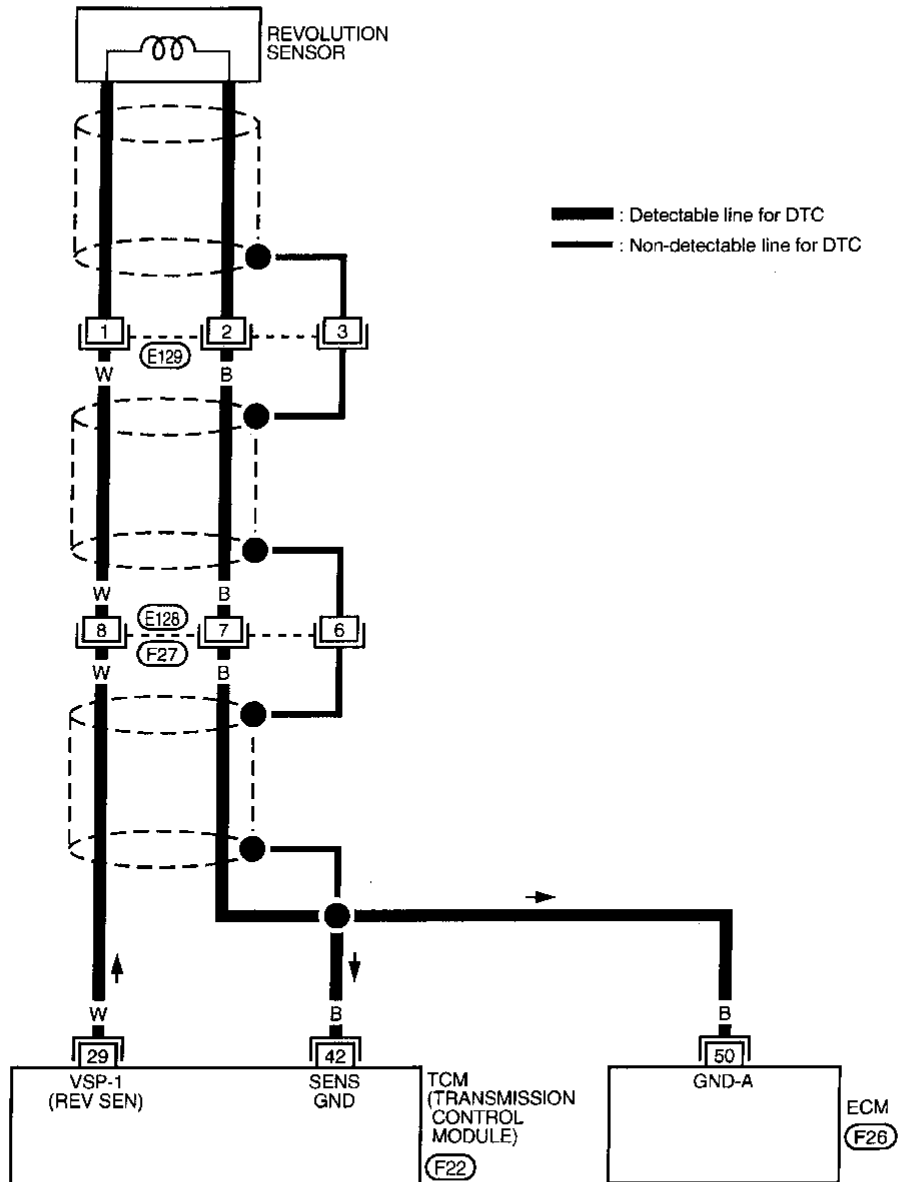 REVOLUTION
SENSOR
: Detectable line for DTC
: Non-detectable line for DTC
1
2
3
E129
W
B
W
B
8
E128
7
6
F27
W
B
W
B
B
29
42
50
VSP-1
(REV SEN)
SENS
GND
TCM
(TRANSMISSION
CONTROL
MODULE)
F22
GND-A
ECM
F26